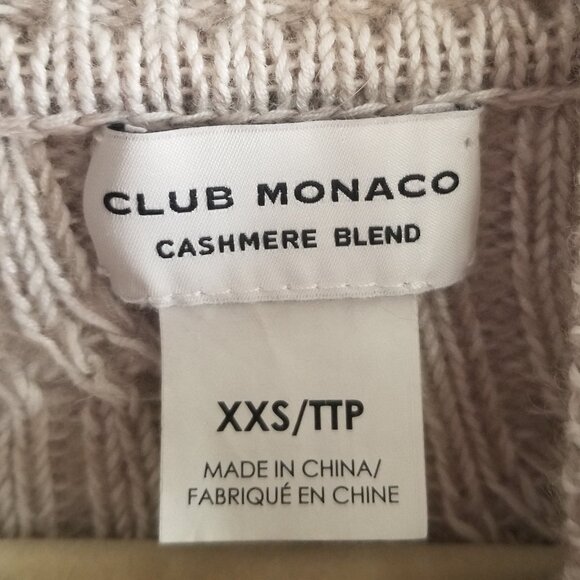 CLUB MONACO
CASHMERE BLEND
XXS/TTP
MADE IN CHINA/
FABRIQUÉ EN CHINE